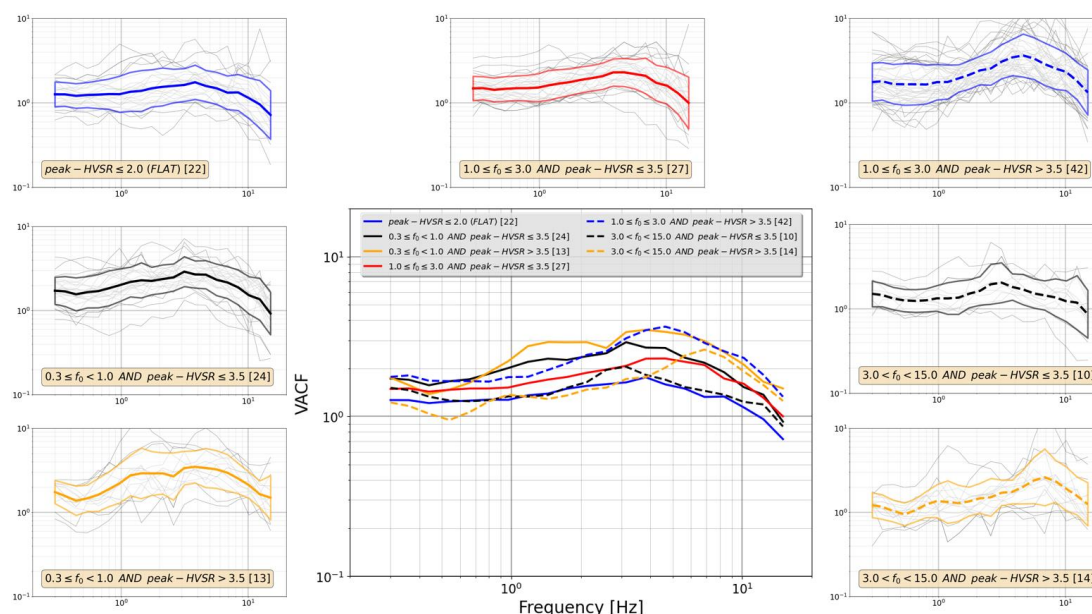 10¹
10⁰
10⁻¹
10⁰
10¹
peak − HVSR ≤ 2.0 (FLAT) [22]
10¹
10⁰
10⁻¹
10⁰
10¹
1.0 ≤ f₀ ≤ 3.0 AND peak − HVSR ≤ 3.5 [27]
10¹
10⁰
10⁻¹
10⁰
10¹
1.0 ≤ f₀ ≤ 3.0 AND peak − HVSR > 3.5 [42]
10¹
10⁰
10⁻¹
10⁰
10¹
0.3 ≤ f₀ < 1.0 AND peak − HVSR ≤ 3.5 [24]
peak − HVSR ≤ 2.0 (FLAT) [22]
0.3 ≤ f₀ < 1.0 AND peak − HVSR ≤ 3.5 [24]
0.3 ≤ f₀ < 1.0 AND peak − HVSR > 3.5 [13]
1.0 ≤ f₀ ≤ 3.0 AND peak − HVSR ≤ 3.5 [27]
1.0 ≤ f₀ ≤ 3.0 AND peak − HVSR > 3.5 [42]
3.0 < f₀ < 15.0 AND peak − HVSR ≤ 3.5 [10]
3.0 < f₀ < 15.0 AND peak − HVSR > 3.5 [14]
10¹
10⁰
10⁻¹
10⁰
10¹
VACF
Frequency [Hz]
10¹
10⁰
10⁻¹
10⁰
10¹
3.0 < f₀ < 15.0 AND peak − HVSR ≤ 3.5 [10]
10¹
10⁰
10⁻¹
10⁰
10¹
0.3 ≤ f₀ < 1.0 AND peak − HVSR > 3.5 [13]
10¹
10⁰
10⁻¹
10⁰
10¹
3.0 < f₀ < 15.0 AND peak − HVSR > 3.5 [14]